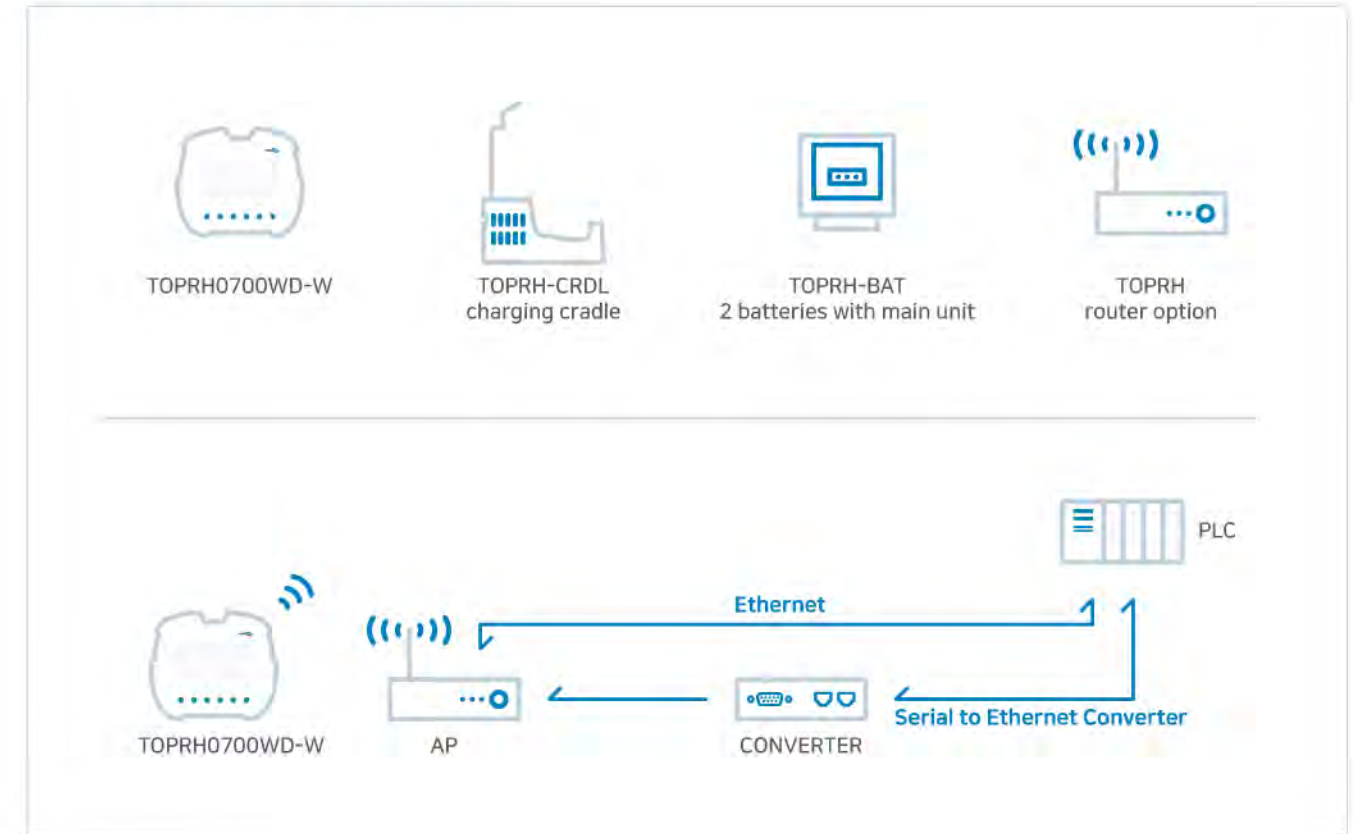 TOPRH0700WD-W
TOPRH-CRDL
charging cradle
TOPRH-BAT
2 batteries with main unit
TOPRH
router option
PLC
Ethernet
Serial to Ethernet Converter
TOPRH0700WD-W
AP
CONVERTER